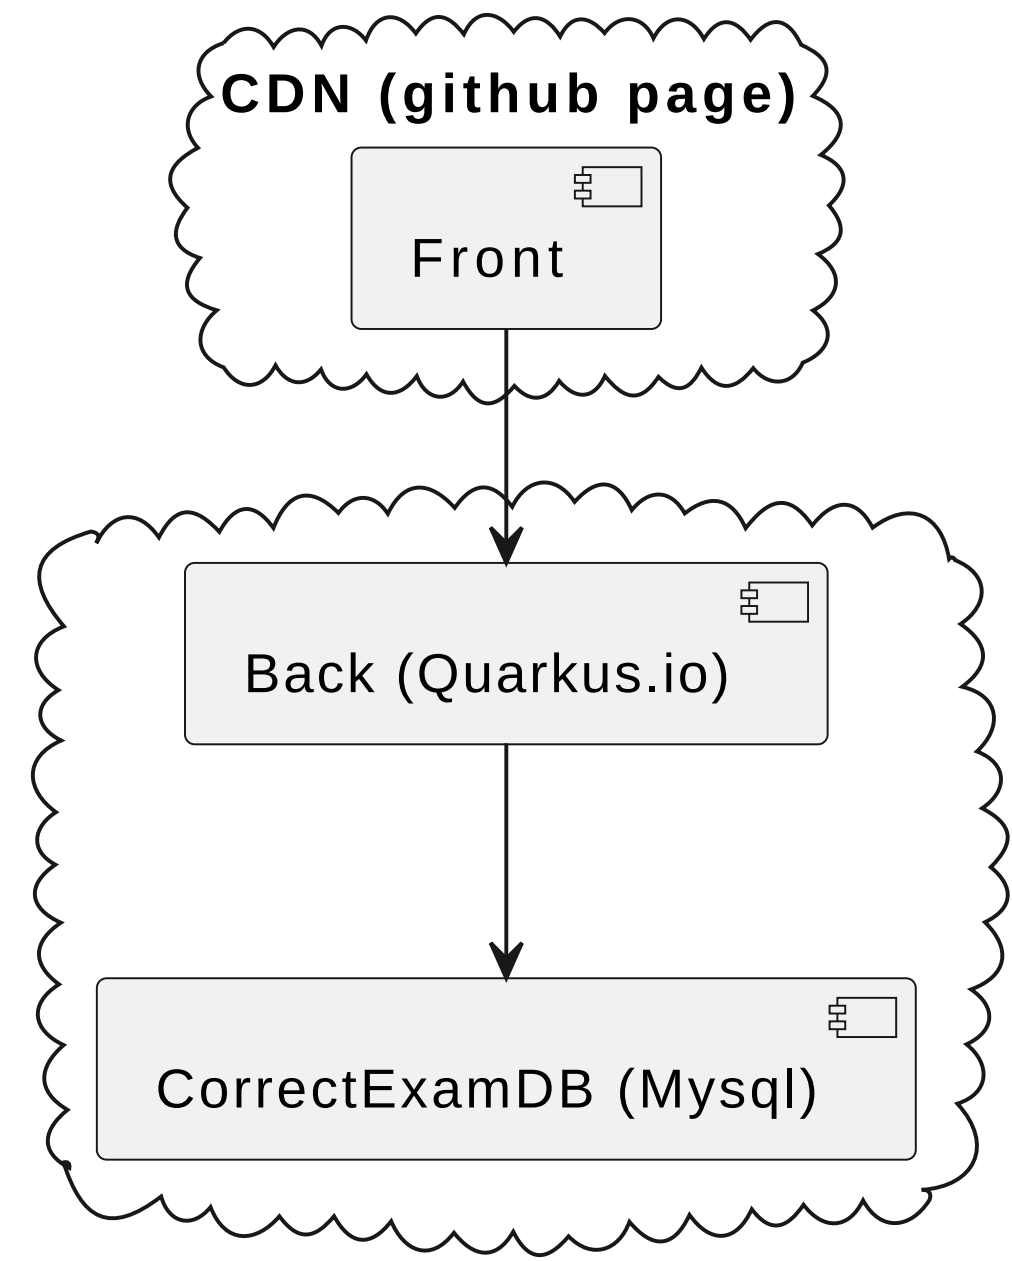 CDN (github page)
Front
Back (Quarkus.io)
CorrectExamDB (Mysql)